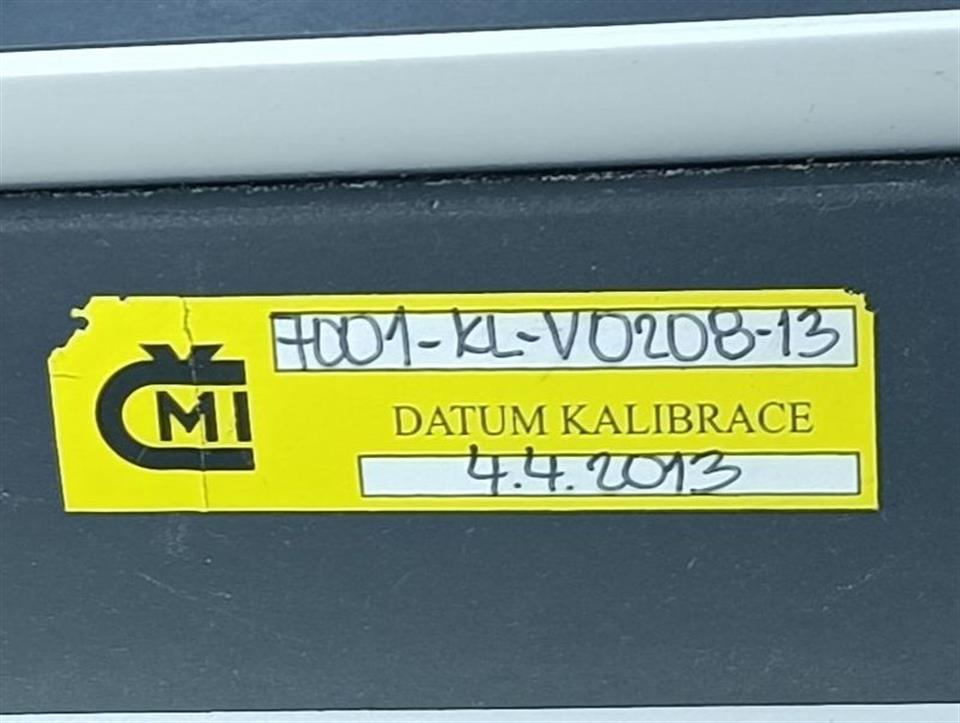 7001-KL-V0208-13
ČMI
DATUM KALIBRACE
4.4.2013